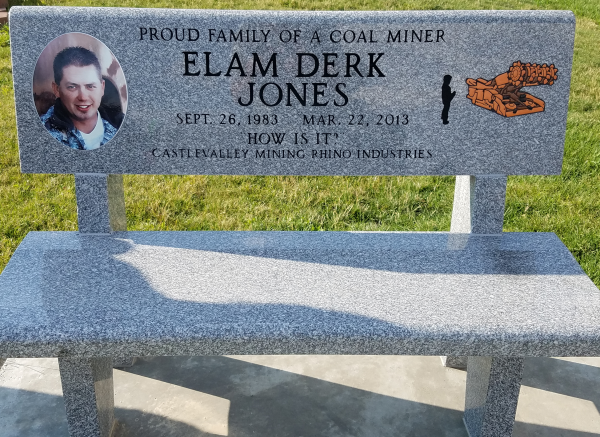 PROUD FAMILY OF A COAL MINER
ELAM DERK
JONES
SEPT. 26, 1983 MAR. 22, 2013
HOW IS IT?
CASTLEVALLEY MINING RHINO INDUSTRIES